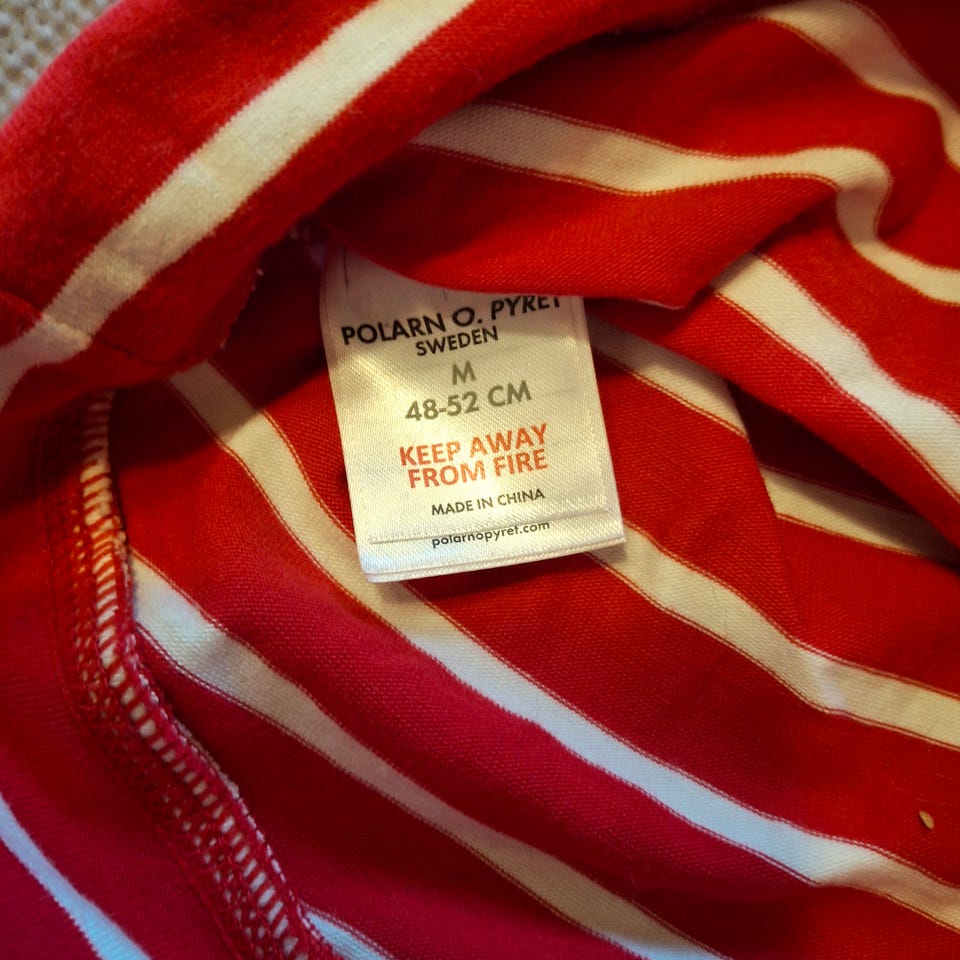 POLARN O. PYRET
SWEDEN
M
48-52 CM
KEEP AWAY
FROM FIRE
MADE IN CHINA
polarnopyret.com